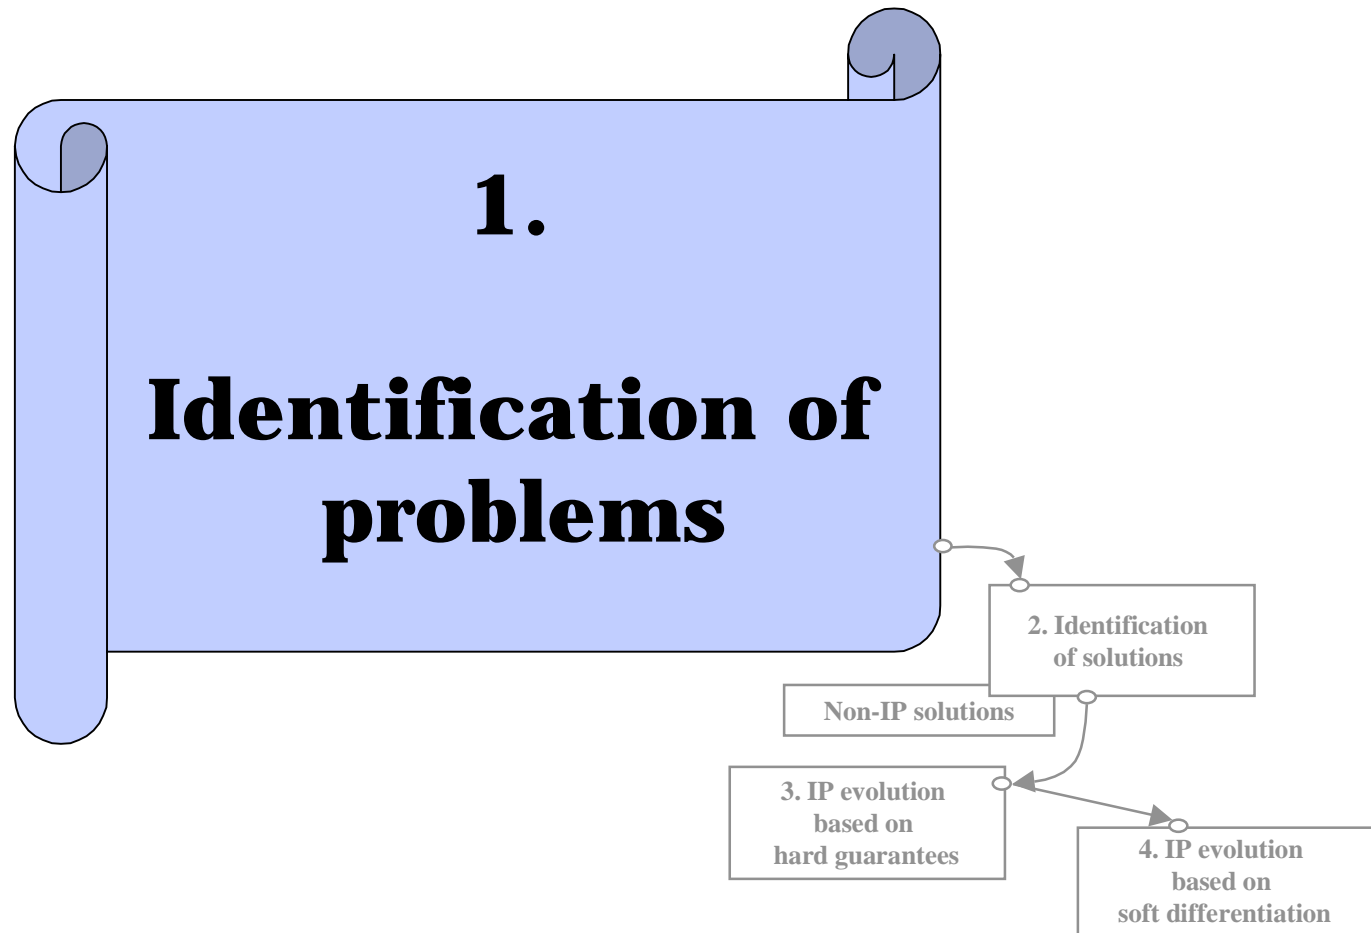 1.
Identification of
problems
2. Identification
of solutions
Non-IP solutions
3. IP evolution
based on
hard guarantees
4. IP evolution
based on
soft differentiation